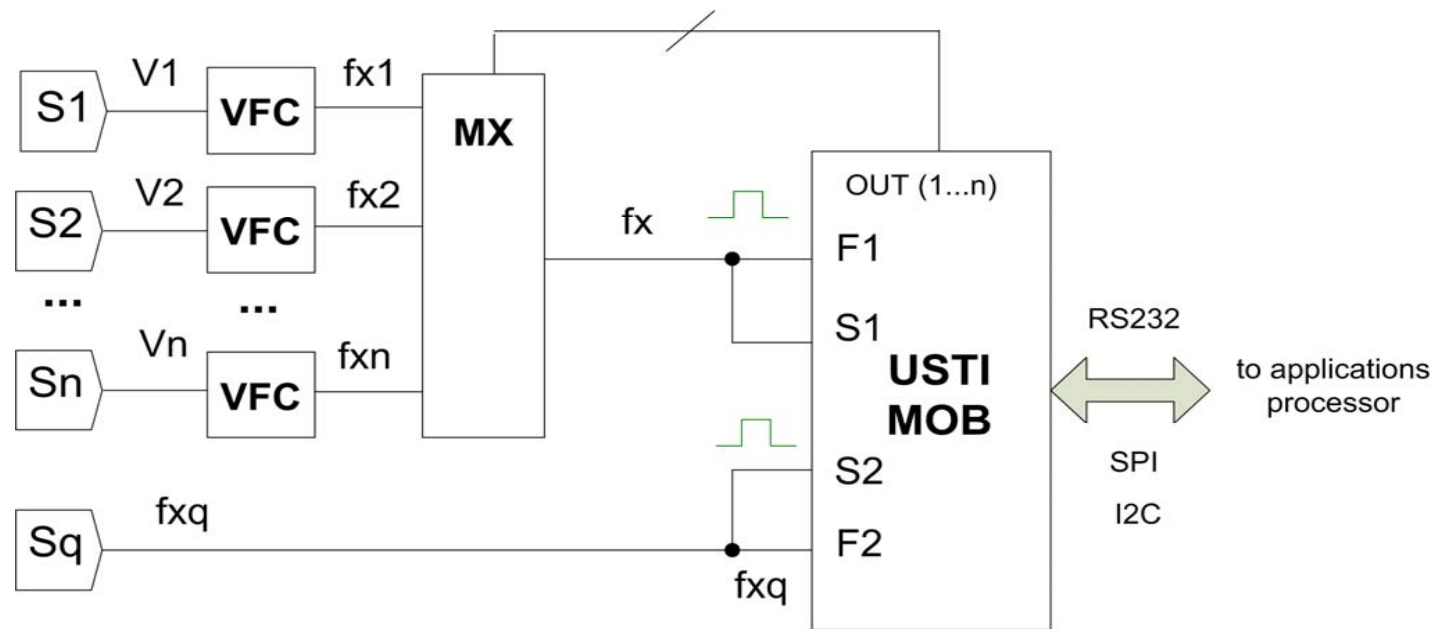 V1
fx1
S1
VFC
MX
OUT (1...n)
V2
fx2
S2
VFC
fx
F1
...
...
S1
RS232
Vn
fxn
Sn
VFC
USTI
MOB
to applications
processor
S2
SPI
I2C
fxq
Sq
F2
fxq